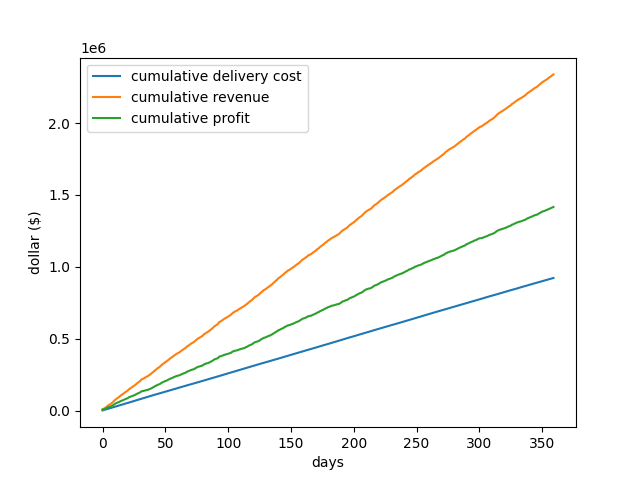 1e6
cumulative delivery cost
cumulative revenue
cumulative profit
2.0
1.5
1.0
0.5
0.0
dollar ($)
0 50 100 150 200 250 300 350
days